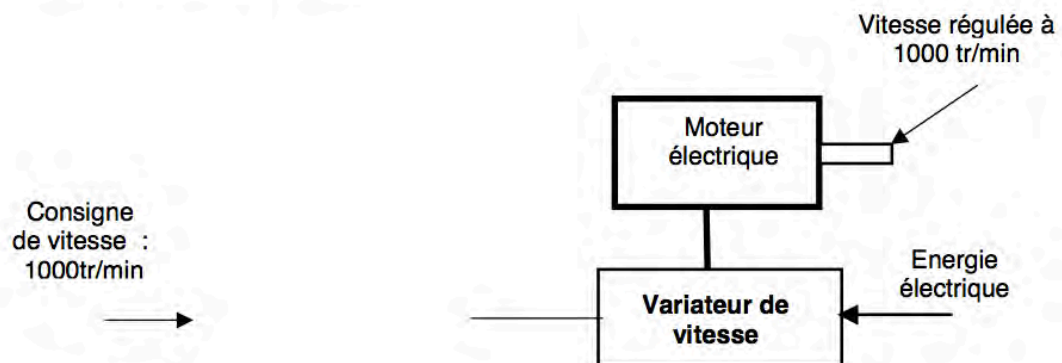 Vitesse régulée à
1000 tr/min
Moteur
électrique
Consigne
de vitesse :
1000tr/min
Energie
électrique
Variateur de
vitesse